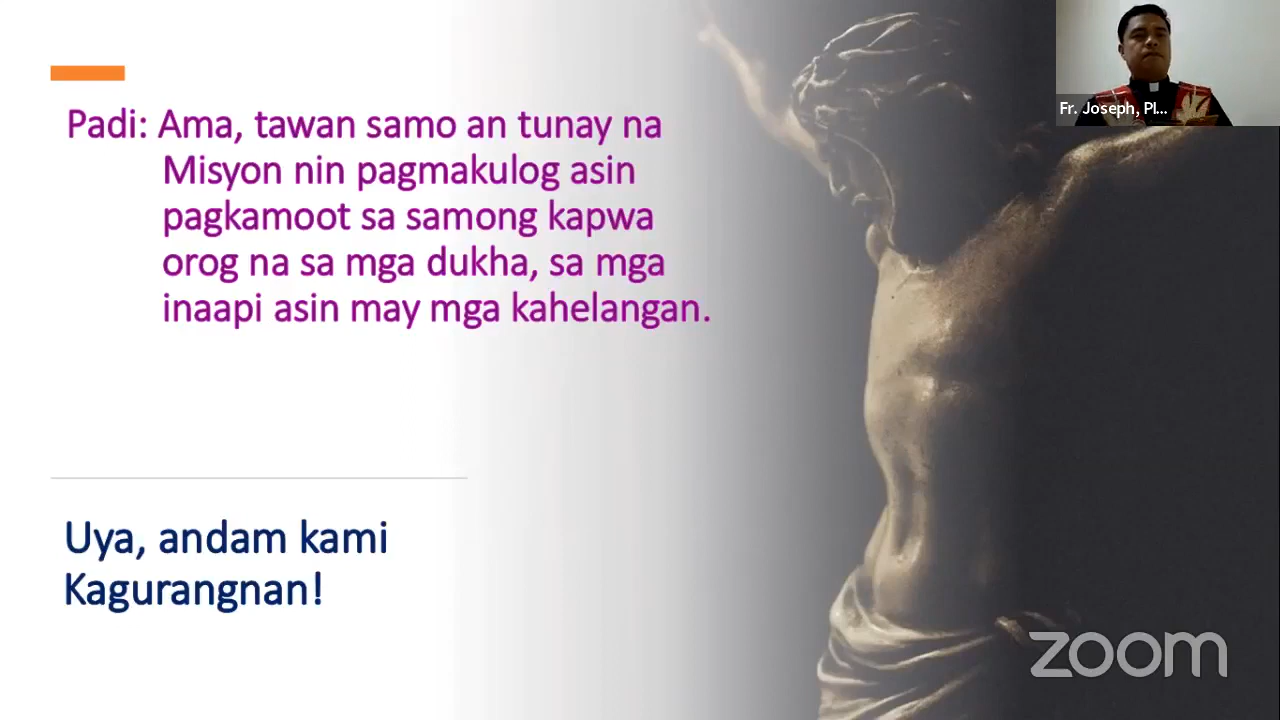 Padi: Ama, tawan samo an tunay na
Misyon nin pagmakulog asin
pagkamoot sa samong kapwa
orog na sa mga dukha, sa mga
inaapi asin may mga kahelangan.
Uya, andam kami
Kagurangnan!
Fr. Joseph, Pl...
zoom